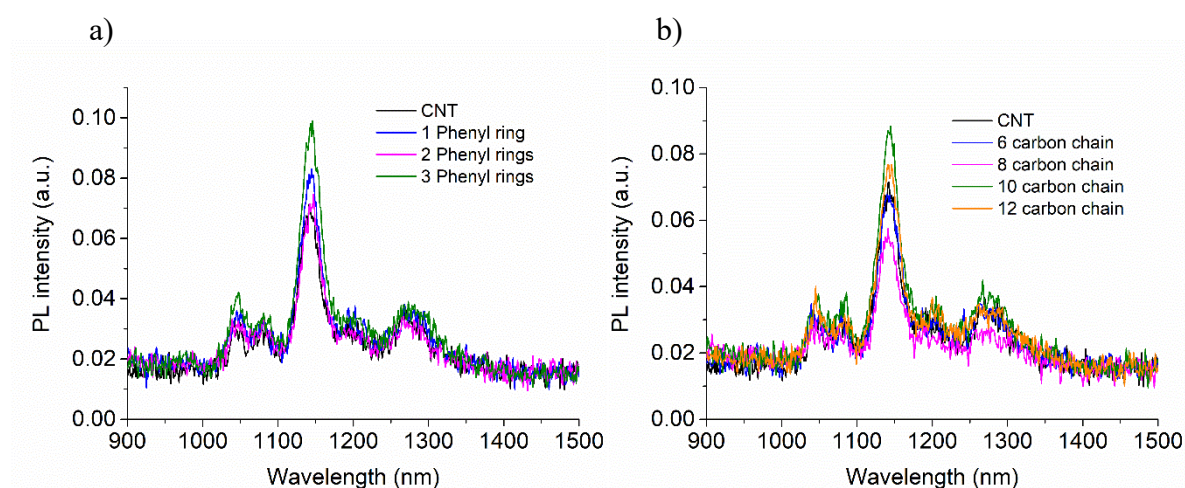 a)
PL intensity (a.u.)
0.10
0.08
0.06
0.04
0.02
0.00
CNT
1 Phenyl ring
2 Phenyl rings
3 Phenyl rings
900 1000 1100 1200 1300 1400 1500
Wavelength (nm)
b)
PL intensity (a.u.)
0.10
0.08
0.06
0.04
0.02
0.00
CNT
6 carbon chain
8 carbon chain
10 carbon chain
12 carbon chain
900 1000 1100 1200 1300 1400 1500
Wavelength (nm)